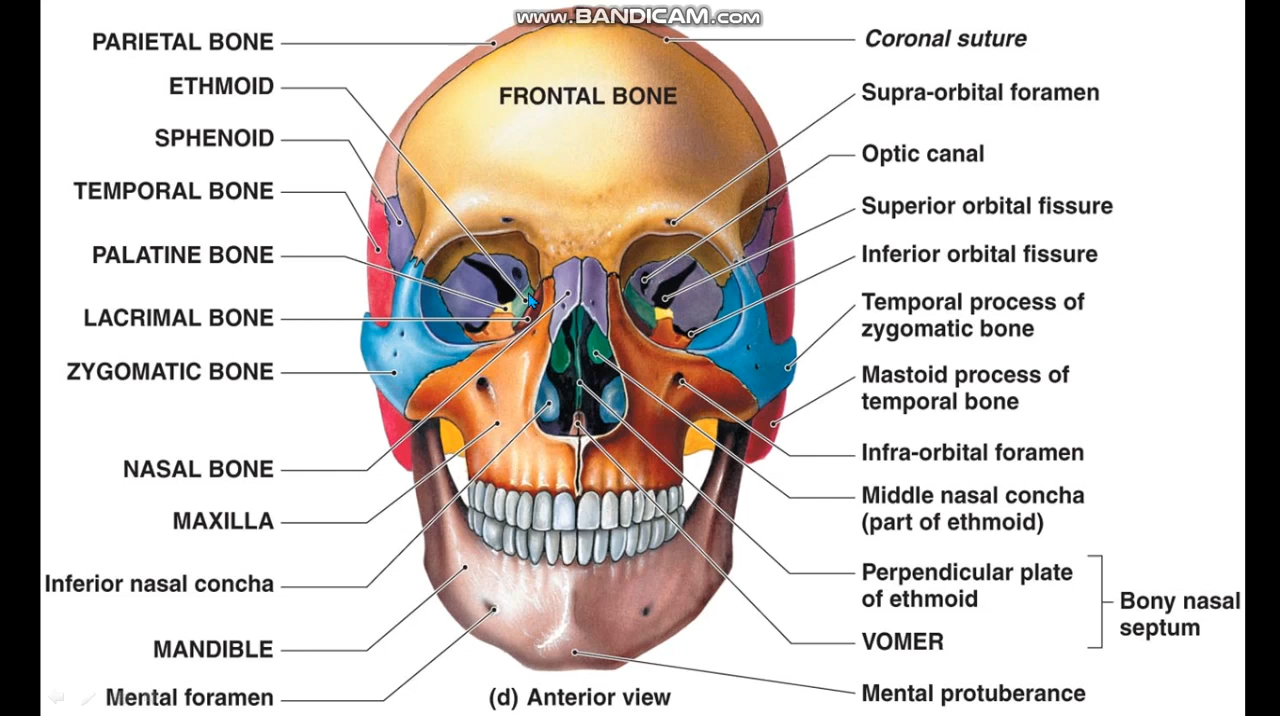 www.BANDICAM.com
PARIETAL BONE
ETHMOID
SPHENOID
TEMPORAL BONE
PALATINE BONE
LACRIMAL BONE
ZYGOMATIC BONE
NASAL BONE
MAXILLA
Inferior nasal concha
MANDIBLE
Mental foramen
FRONTAL BONE
(d) Anterior view
Coronal suture
Supra-orbital foramen
Optic canal
Superior orbital fissure
Inferior orbital fissure
Temporal process of
zygomatic bone
Mastoid process of
temporal bone
Infra-orbital foramen
Middle nasal concha
(part of ethmoid)
Perpendicular plate
of ethmoid
VOMER
Bony nasal
septum
Mental protuberance